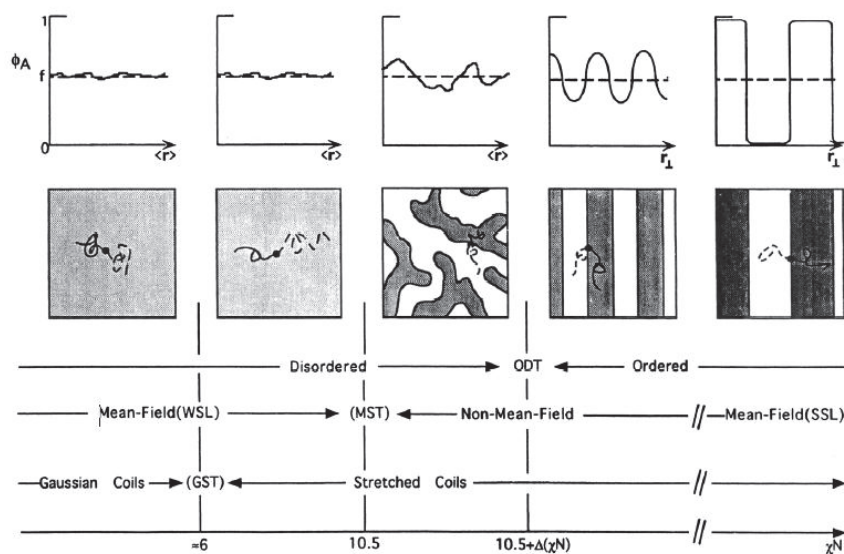 1
ϕA
f
0
⟨r⟩
⟨r⟩
⟨r⟩
r⊥
r⊥
Disordered ODT Ordered
Mean-Field(WSL) (MST) Non-Mean-Field Mean-Field(SSL)
Gaussian Coils (GST) Stretched Coils
≈6 10.5 10.5+Δ(χN) χN